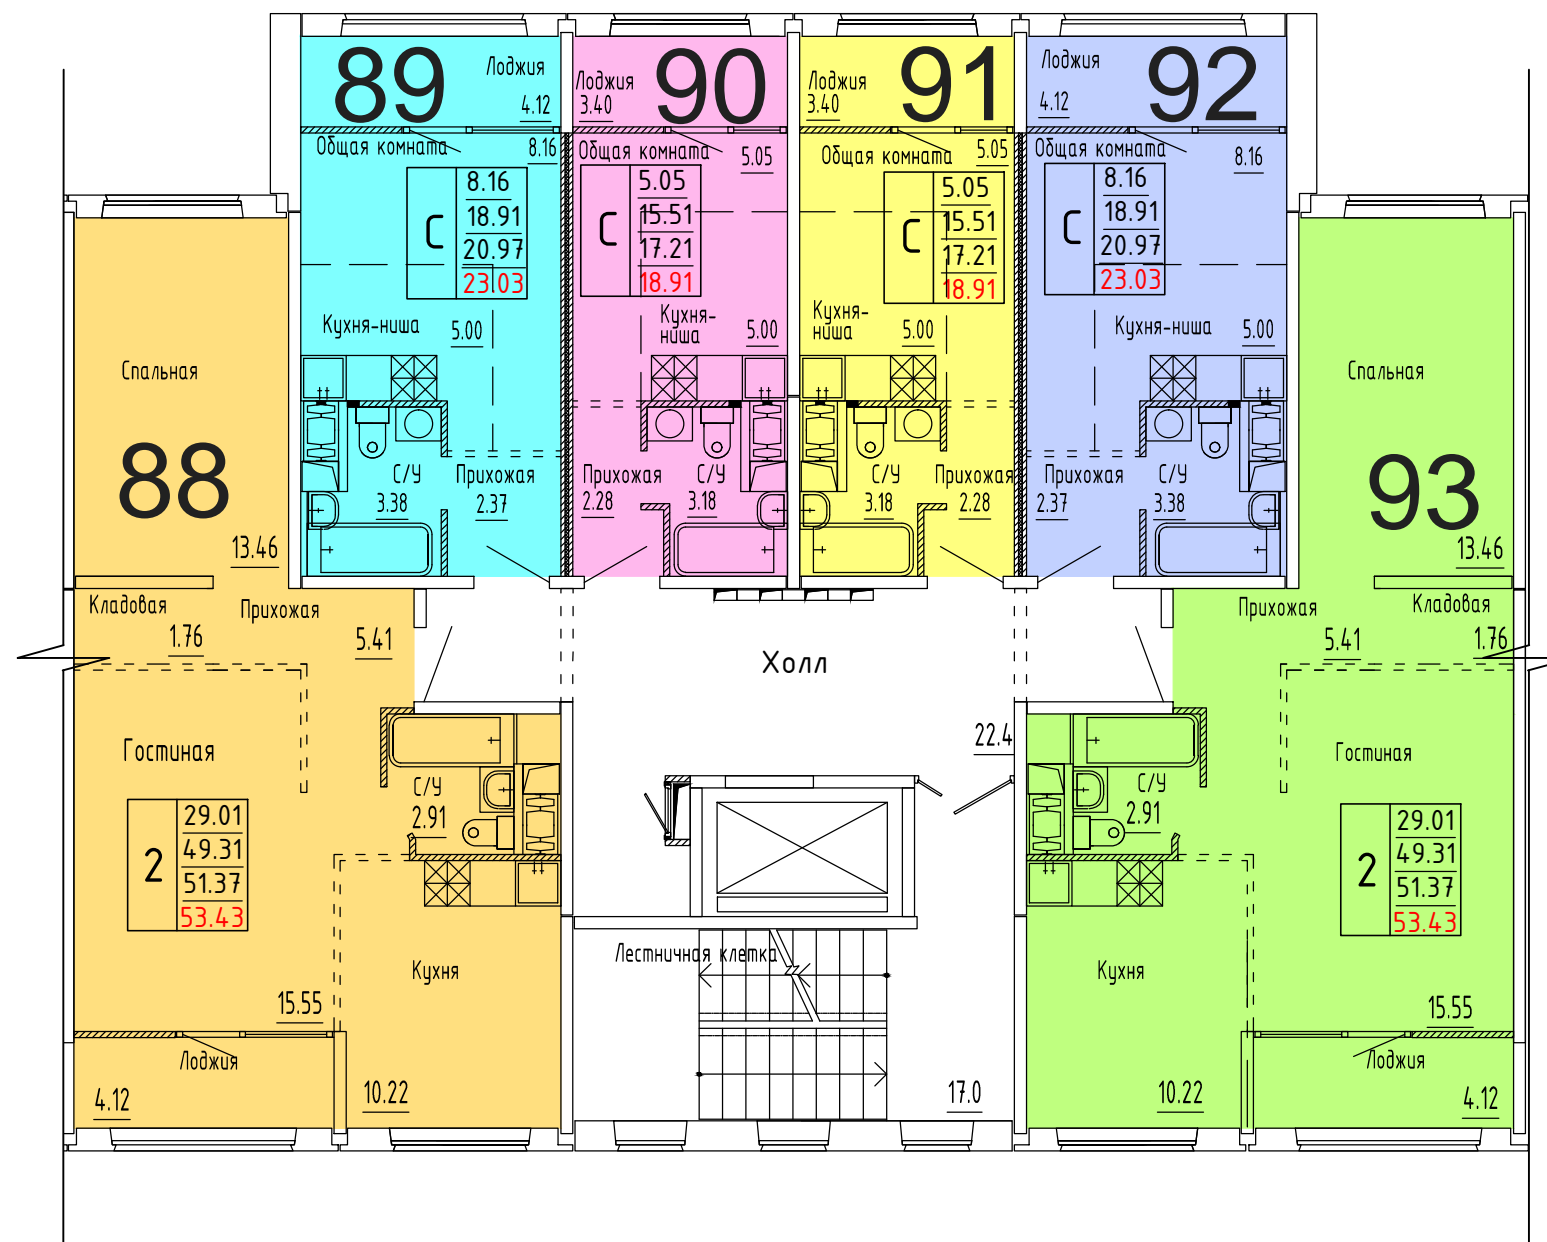 89
Лоджия
4.12
Общая комната
8.16
С
8.16
18.91
20.97
23.03
Кухня-ниша
5.00
С/У
3.38
Прихожая
2.37
90
Лоджия
3.40
Общая комната
5.05
С
5.05
15.51
17.21
18.91
Кухня-
ниша
5.00
Прихожая
2.28
С/У
3.18
91
Лоджия
3.40
Общая комната
5.05
С
5.05
15.51
17.21
18.91
Кухня-
ниша
5.00
С/У
3.18
Прихожая
2.28
92
Лоджия
4.12
Общая комната
8.16
С
8.16
18.91
20.97
23.03
Кухня-ниша
5.00
Прихожая
2.37
С/У
3.38
Спальная
88
13.46
Кладовая
1.76
Прихожая
5.41
Гостиная
2
29.01
49.31
51.37
53.43
С/У
2.91
Кухня
15.55
Лоджия
4.12
10.22
Холл
22.4
Лестничная клетка
17.0
Спальная
93
13.46
Прихожая
5.41
Кладовая
1.76
Гостиная
С/У
2.91
2
29.01
49.31
51.37
53.43
Кухня
15.55
Лоджия
10.22
4.12